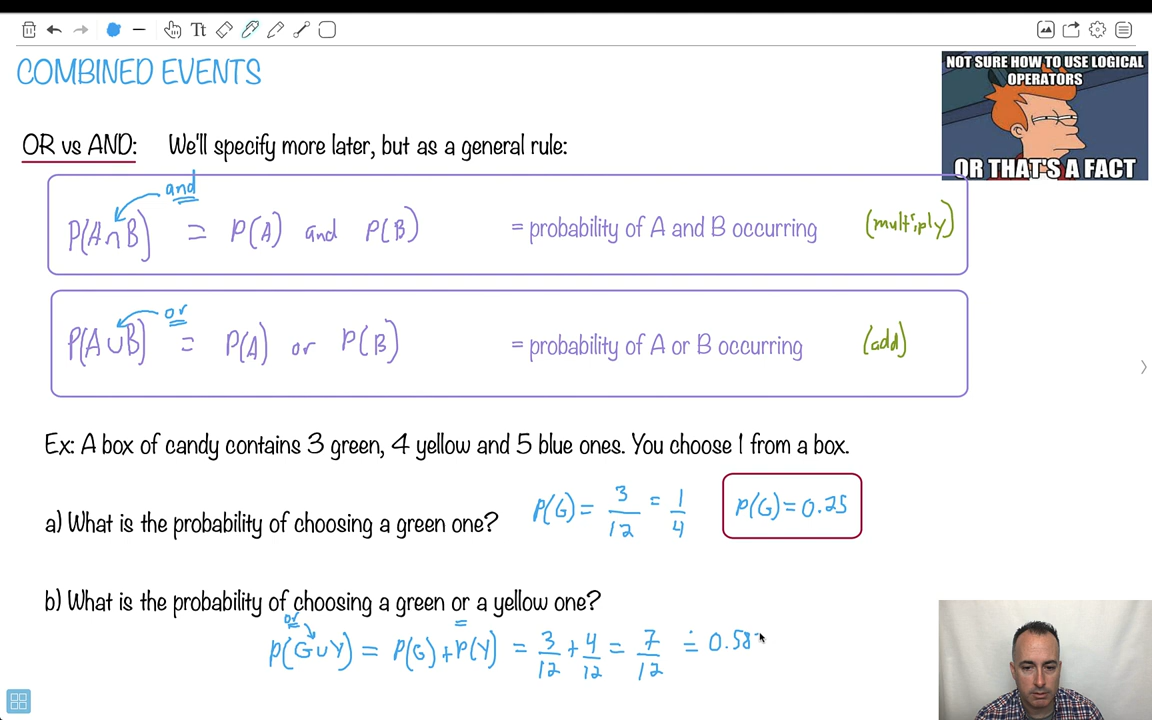 Tt
COMBINED EVENTS
NOT SURE HOW TO USE LOGICAL
OPERATORS
OR THAT'S A FACT
OR vs AND: We'll specify more later, but as a general rule:
and
P(A∩B) = P(A) and P(B) = probability of A and B occurring (multiply)
or
P(A∪B) = P(A) or P(B) = probability of A or B occurring (add)
Ex: A box of candy contains 3 green, 4 yellow and 5 blue ones. You choose 1 from a box.
a) What is the probability of choosing a green one? P(G) = 3/12 = 1/4 P(G) = 0.25
b) What is the probability of choosing a green or a yellow one?
or
P(G∪Y) = P(G) + P(Y) = 3/12 + 4/12 = 7/12 ≐ 0.58